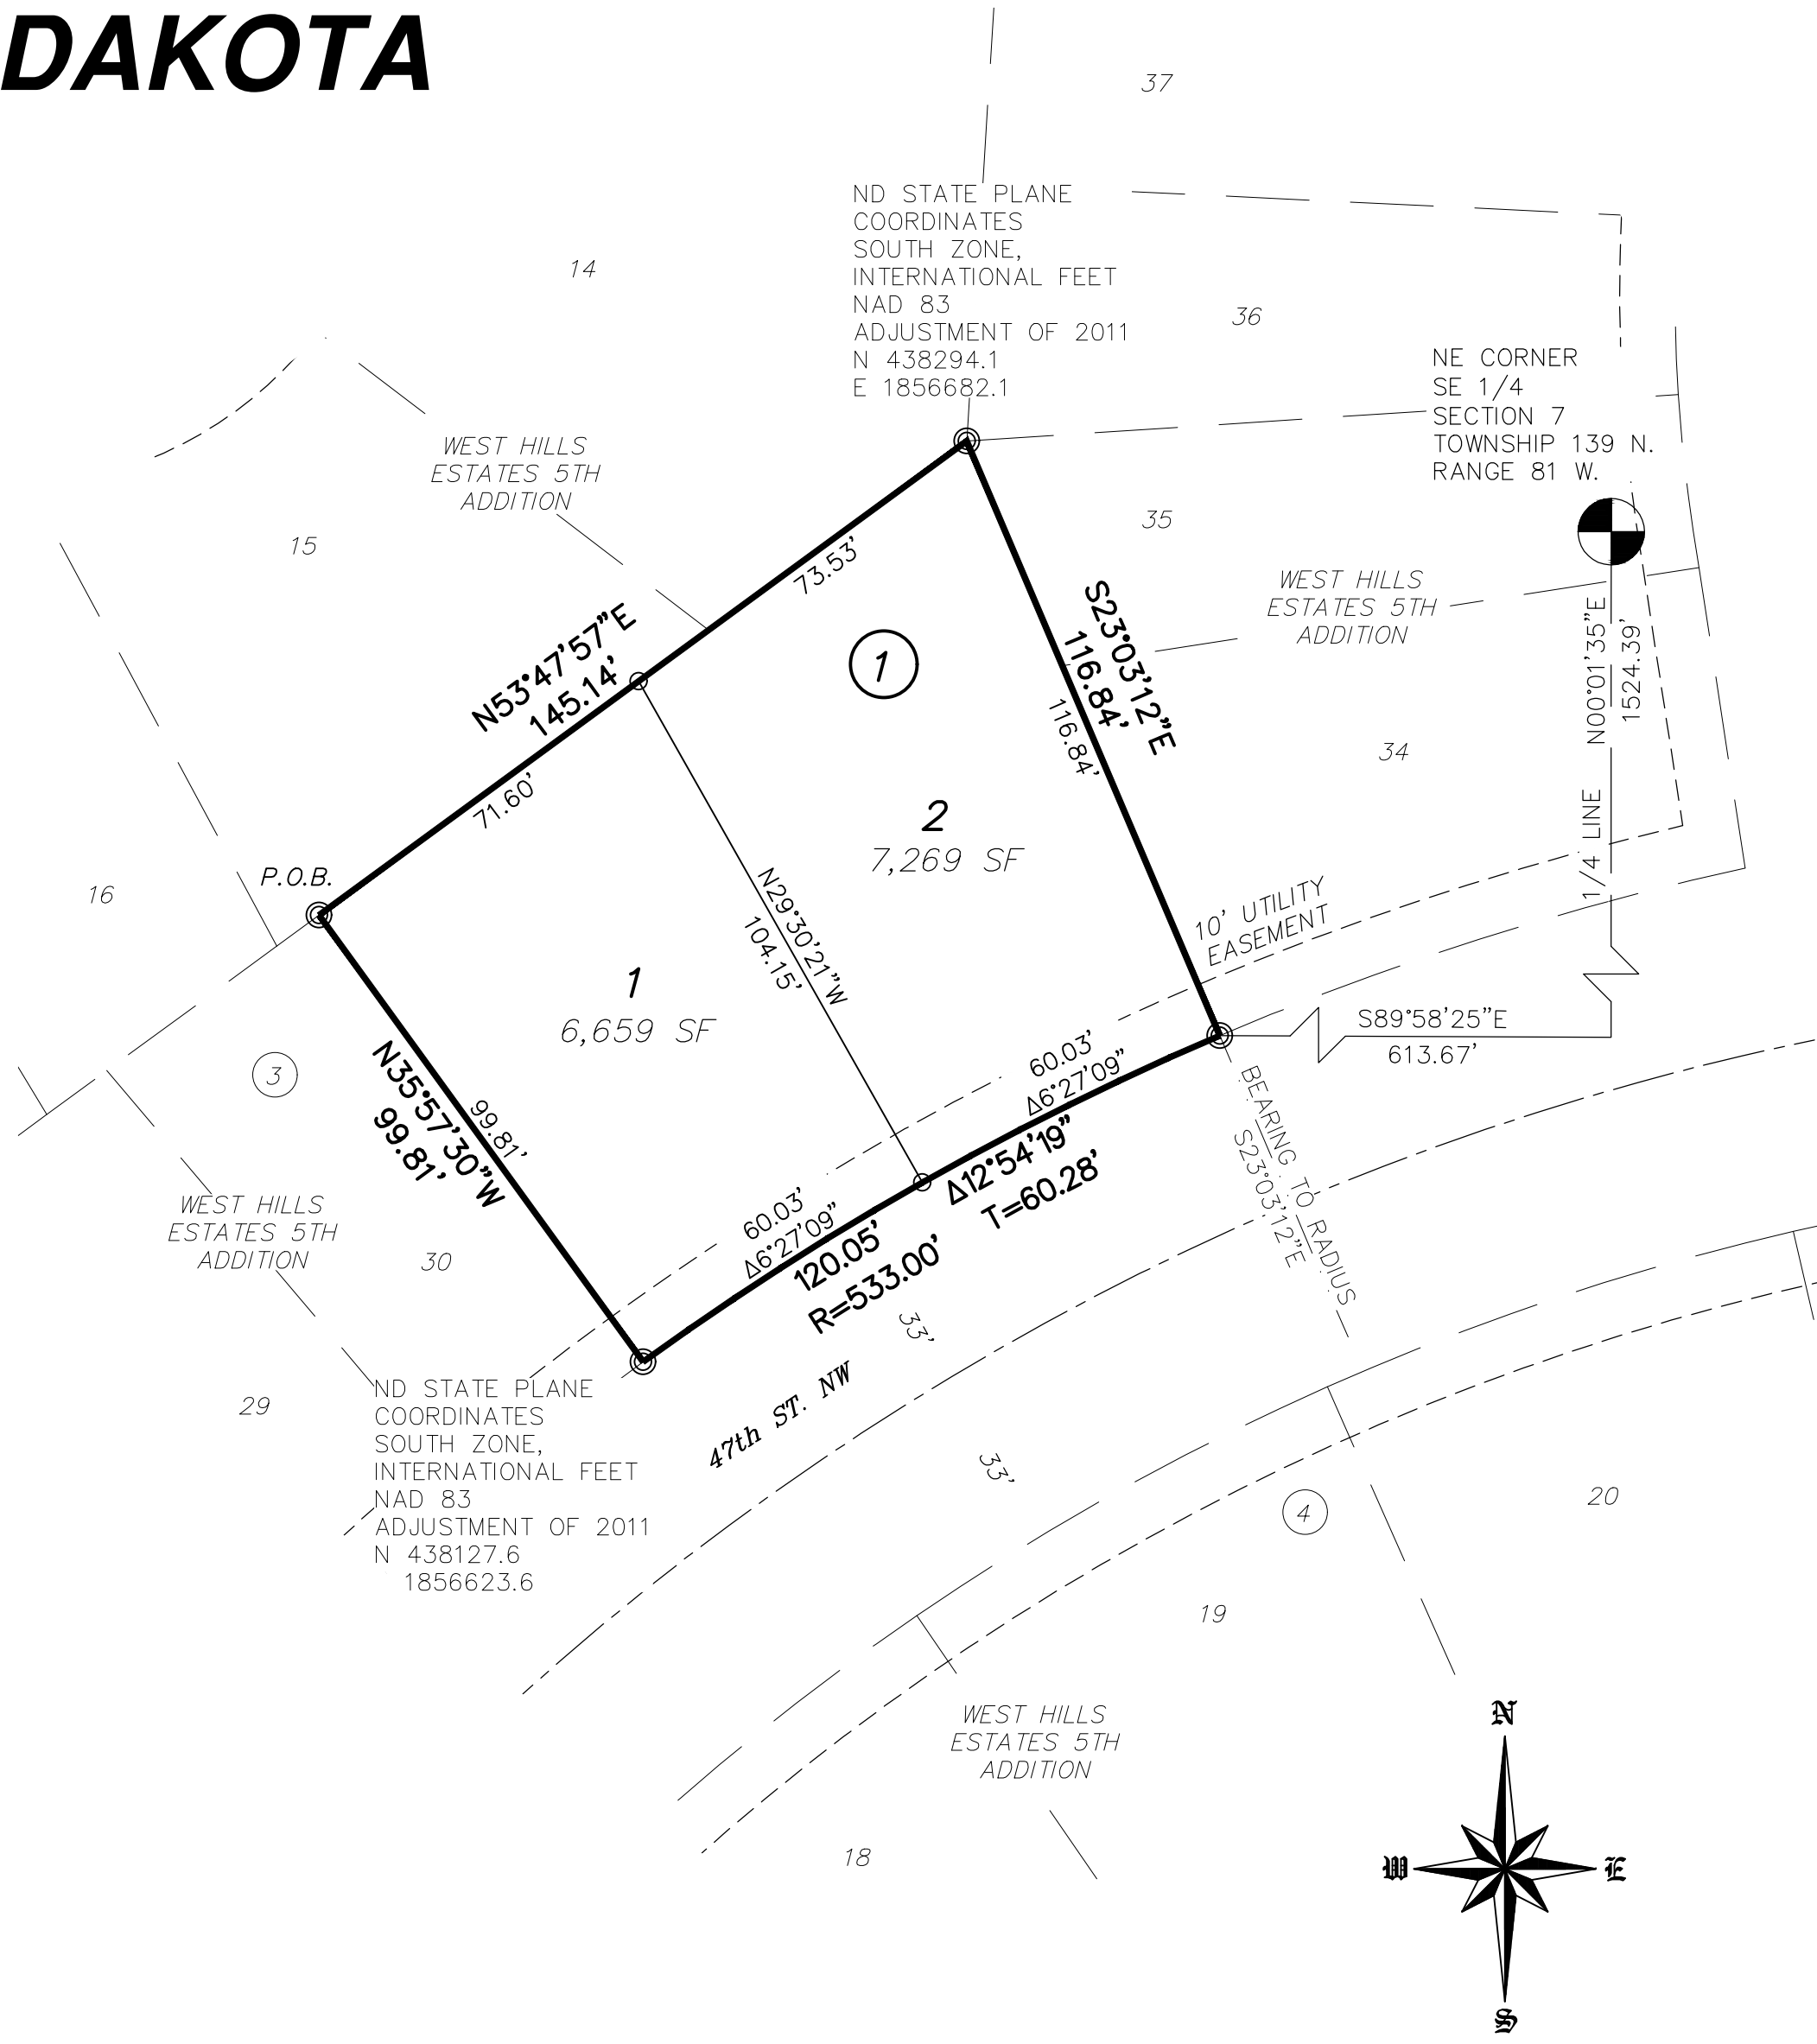 DAKOTA
37
ND STATE PLANE
COORDINATES
SOUTH ZONE,
INTERNATIONAL FEET
NAD 83
ADJUSTMENT OF 2011
N 438294.1
E 1856682.1
14
36
NE CORNER
SE 1/4
SECTION 7
TOWNSHIP 139 N.
RANGE 81 W.
WEST HILLS
ESTATES 5TH
ADDITION
15
35
73.53'
WEST HILLS
ESTATES 5TH
ADDITION
N53°47'57"E
145.14'
1
S23°03'12"E
116.84'
116.84'
1/4 LINE N00°01'35"E
1524.39'
34
71.60'
2
7,269 SF
P.O.B.
16
N29°30'21"W
104.15'
10' UTILITY
EASEMENT
1
6,659 SF
S89°58'25"E
613.67'
3
N35°57'30"W
99.81'
99.81'
60.03'
Δ6°27'09"
BEARING TO RADIUS
S23°03'12"E
Δ12°54'19"
T=60.28'
60.03'
Δ6°27'09"
120.05'
R=533.00'
WEST HILLS
ESTATES 5TH
ADDITION
30
33'
47th ST. NW
29
ND STATE PLANE
COORDINATES
SOUTH ZONE,
INTERNATIONAL FEET
NAD 83
ADJUSTMENT OF 2011
N 438127.6
1856623.6
33'
4
20
19
WEST HILLS
ESTATES 5TH
ADDITION
18
N
W
E
S